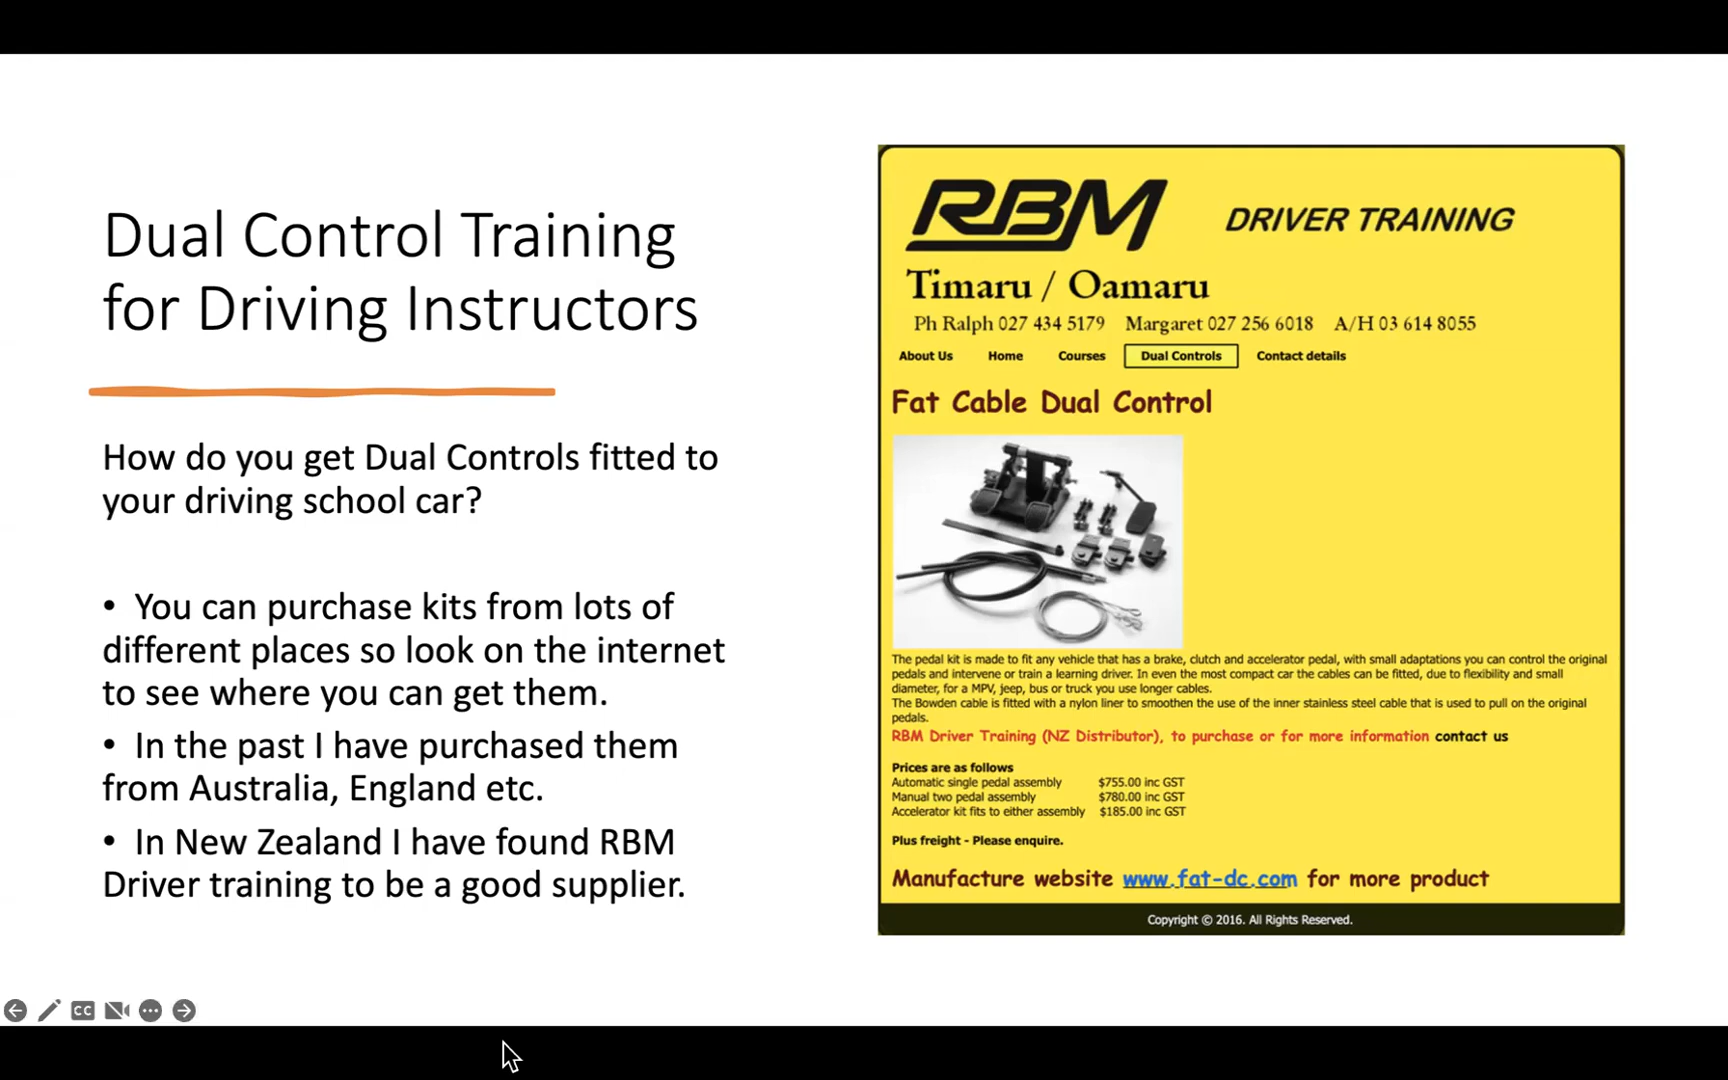 Dual Control Training
for Driving Instructors
How do you get Dual Controls fitted to
your driving school car?
• You can purchase kits from lots of
different places so look on the internet
to see where you can get them.
• In the past I have purchased them
from Australia, England etc.
• In New Zealand I have found RBM
Driver training to be a good supplier.
RBM DRIVER TRAINING
Timaru / Oamaru
Ph Ralph 027 434 5179 Margaret 027 256 6018 A/H 03 614 8055
About Us Home Courses Dual Controls Contact details
Fat Cable Dual Control
The pedal kit is made to fit any vehicle that has a brake, clutch and accelerator pedal, with small adaptations you can control the original
pedals and intervene or train a learning driver. In even the most compact car the cables can be fitted, due to flexibility and small
diameter, for a MPV, jeep, bus or truck you use longer cables.
The Bowden cable is fitted with a nylon liner to smoothen the use of the inner stainless steel cable that is used to pull on the original
pedals.
RBM Driver Training (NZ Distributor), to purchase or for more information contact us
Prices are as follows
Automatic single pedal assembly $755.00 inc GST
Manual two pedal assembly $780.00 inc GST
Accelerator kit fits to either assembly $185.00 inc GST
Plus freight - Please enquire.
Manufacture website www.fat-dc.com for more product
Copyright © 2016. All Rights Reserved.
CC